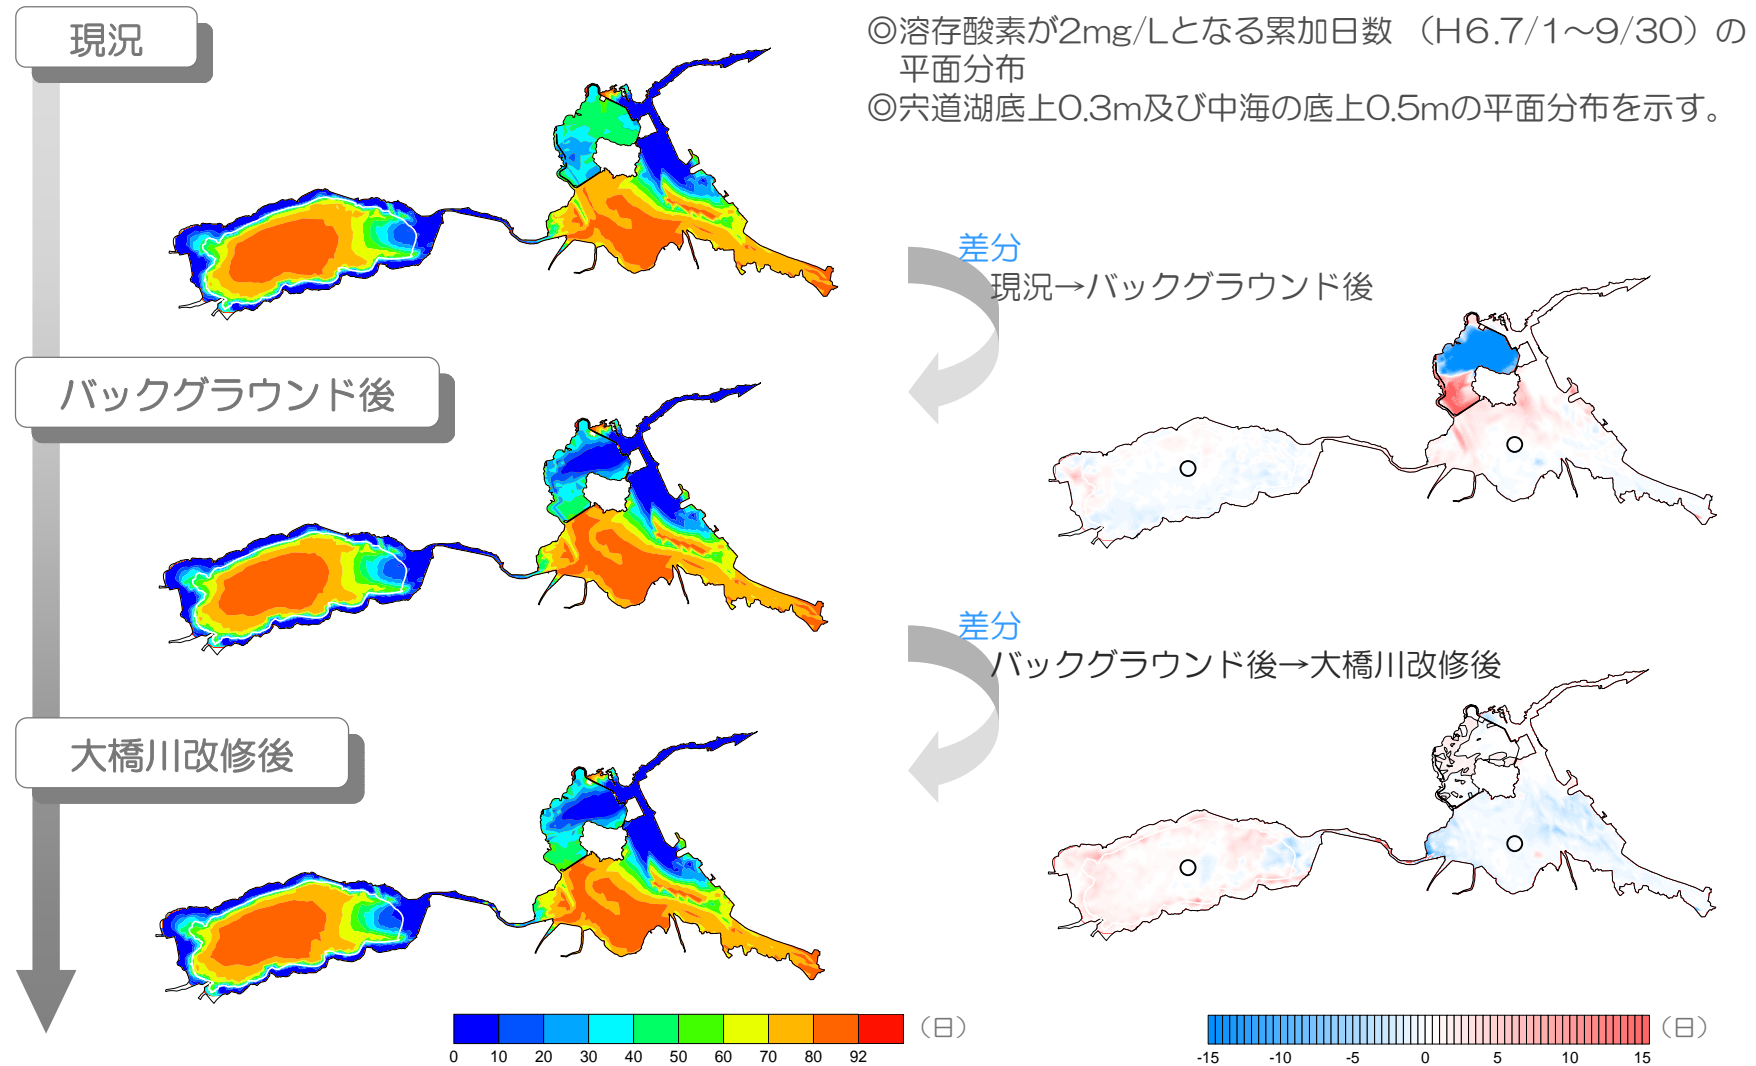 現況
◎溶存酸素が2mg/Lとなる累加日数 （H6.7/1～9/30）の
平面分布
◎宍道湖底上0.3m及び中海の底上0.5mの平面分布を示す。
差分
現況→バックグラウンド後
バックグラウンド後
差分
バックグラウンド後→大橋川改修後
大橋川改修後
0 10 20 30 40 50 60 70 80 92 （日）
-15 -10 -5 0 5 10 15 （日）